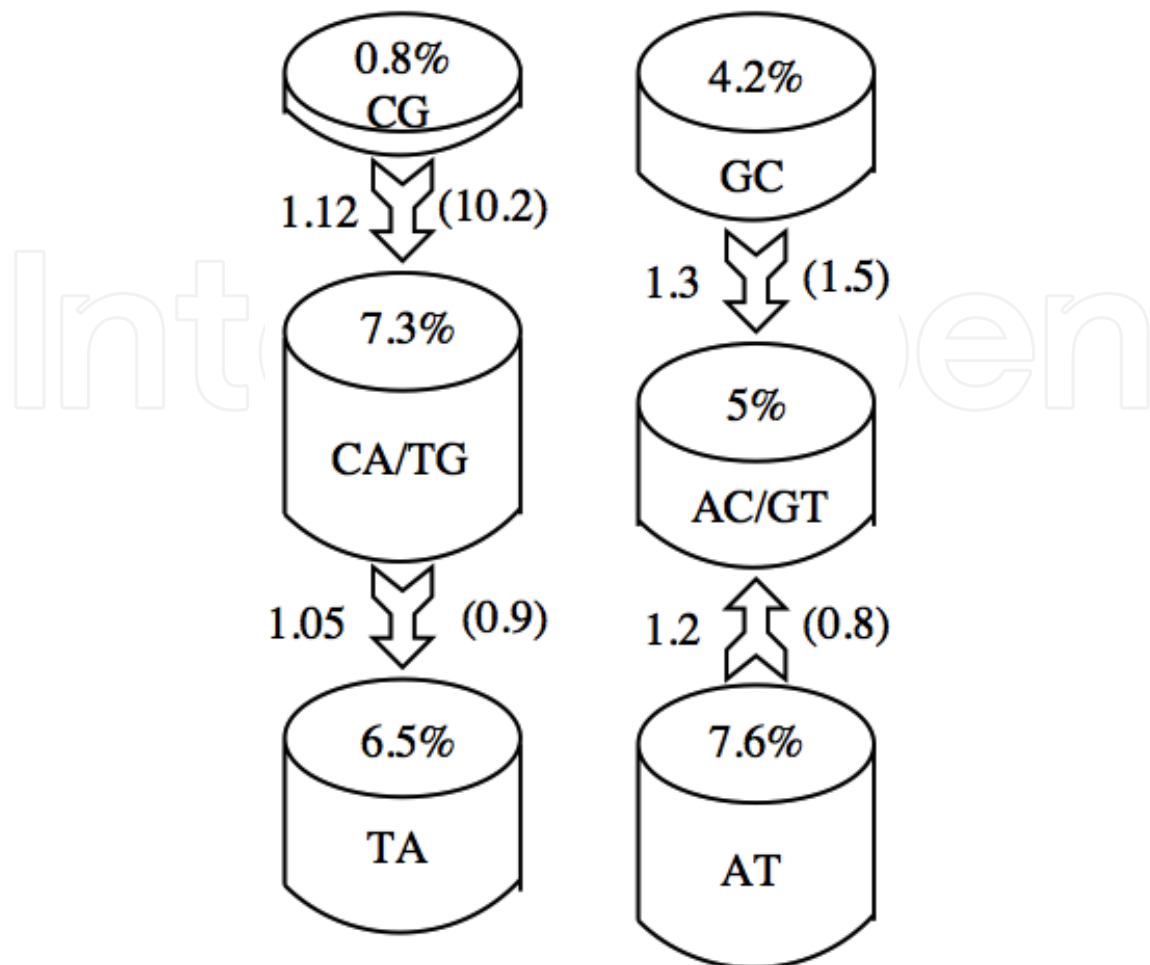 0.8%
CG
1.12
(10.2)
7.3%
CA/TG
1.05
(0.9)
6.5%
TA
4.2%
GC
1.3
(1.5)
5%
AC/GT
1.2
(0.8)
7.6%
AT